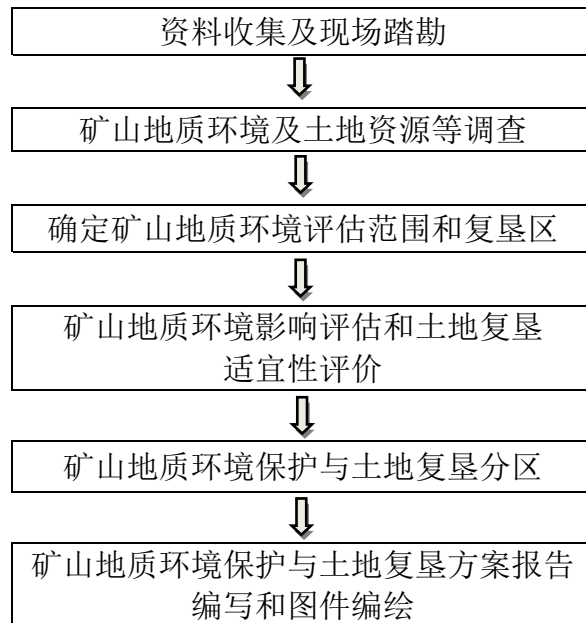 资料收集及现场踏勘
矿山地质环境及土地资源等调查
确定矿山地质环境评估范围和复垦区
矿山地质环境影响评估和土地复垦
适宜性评价
矿山地质环境保护与土地复垦分区
矿山地质环境保护与土地复垦方案报告
编写和图件编绘